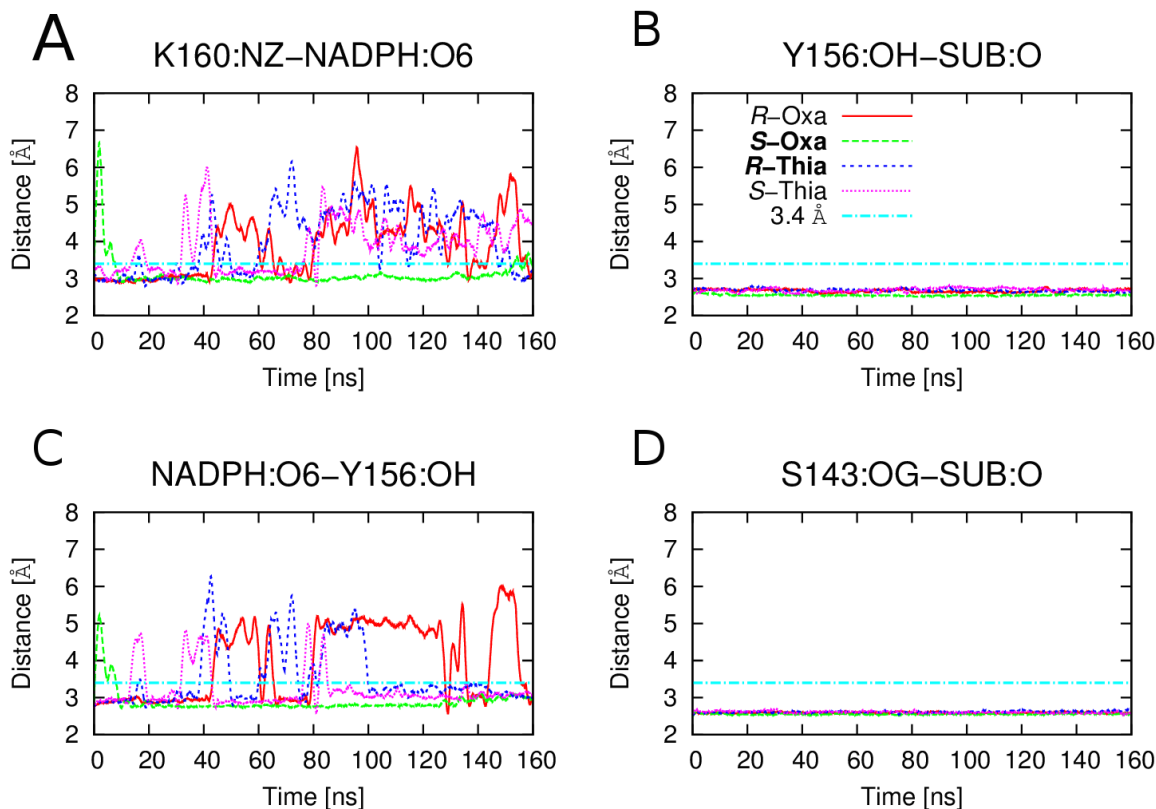 A
K160:NZ−NADPH:O6
Distance [Å]
8
7
6
5
4
3
2
0 20 40 60 80 100 120 140 160
Time [ns]
B
Y156:OH−SUB:O
Distance [Å]
8
7
6
5
4
3
2
R−Oxa
S−Oxa
R−Thia
S−Thia
3.4 Å
0 20 40 60 80 100 120 140 160
Time [ns]
C
NADPH:O6−Y156:OH
Distance [Å]
8
7
6
5
4
3
2
0 20 40 60 80 100 120 140 160
Time [ns]
D
S143:OG−SUB:O
Distance [Å]
8
7
6
5
4
3
2
0 20 40 60 80 100 120 140 160
Time [ns]